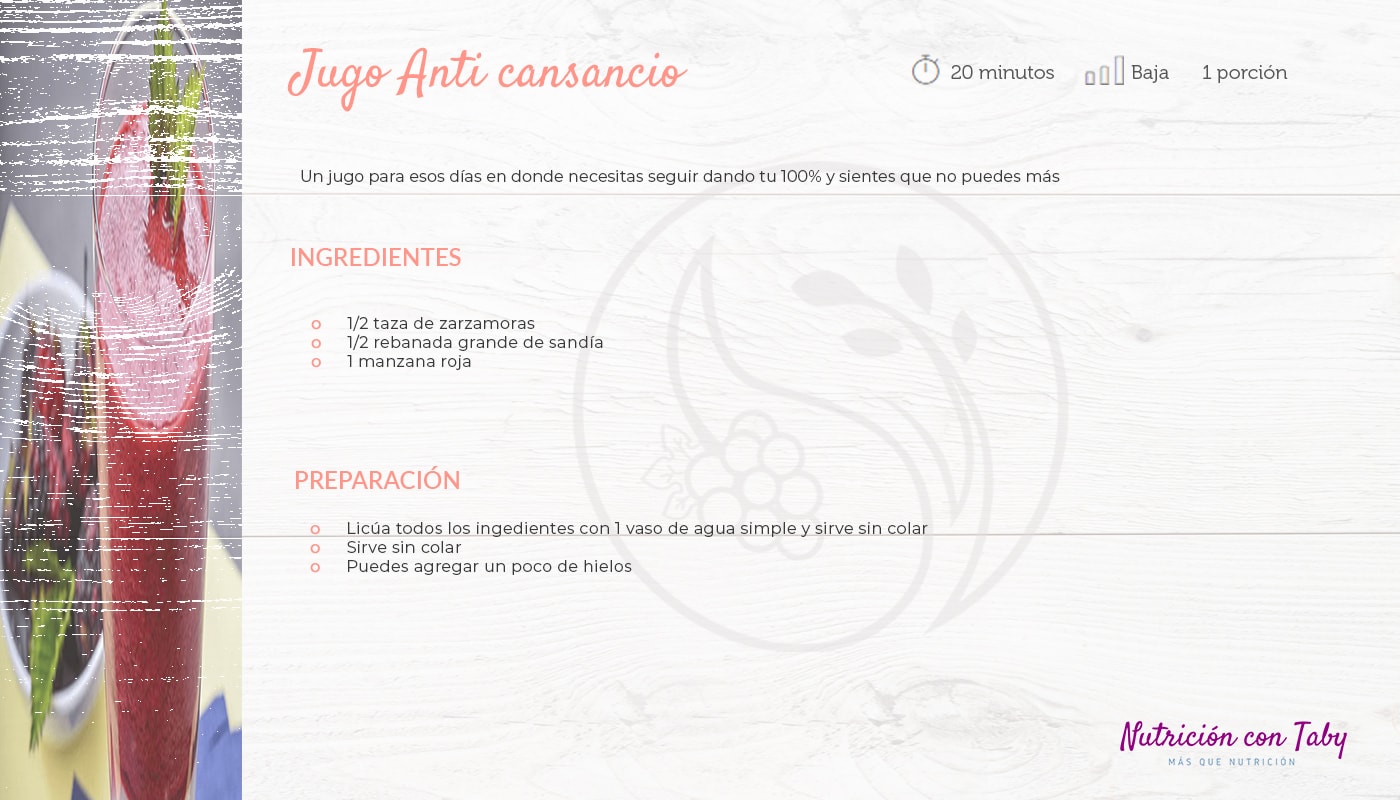 Jugo Anti cansancio
20 minutos
Baja
1 porción
Un jugo para esos días en donde necesitas seguir dando tu 100% y sientes que no puedes más
INGREDIENTES
o 1/2 taza de zarzamoras
o 1/2 rebanada grande de sandía
o 1 manzana roja
PREPARACIÓN
o Licúa todos los ingedientes con 1 vaso de agua simple y sirve sin colar
o Sirve sin colar
o Puedes agregar un poco de hielos
Nutrición con Taby
MÁS QUE NUTRICIÓN